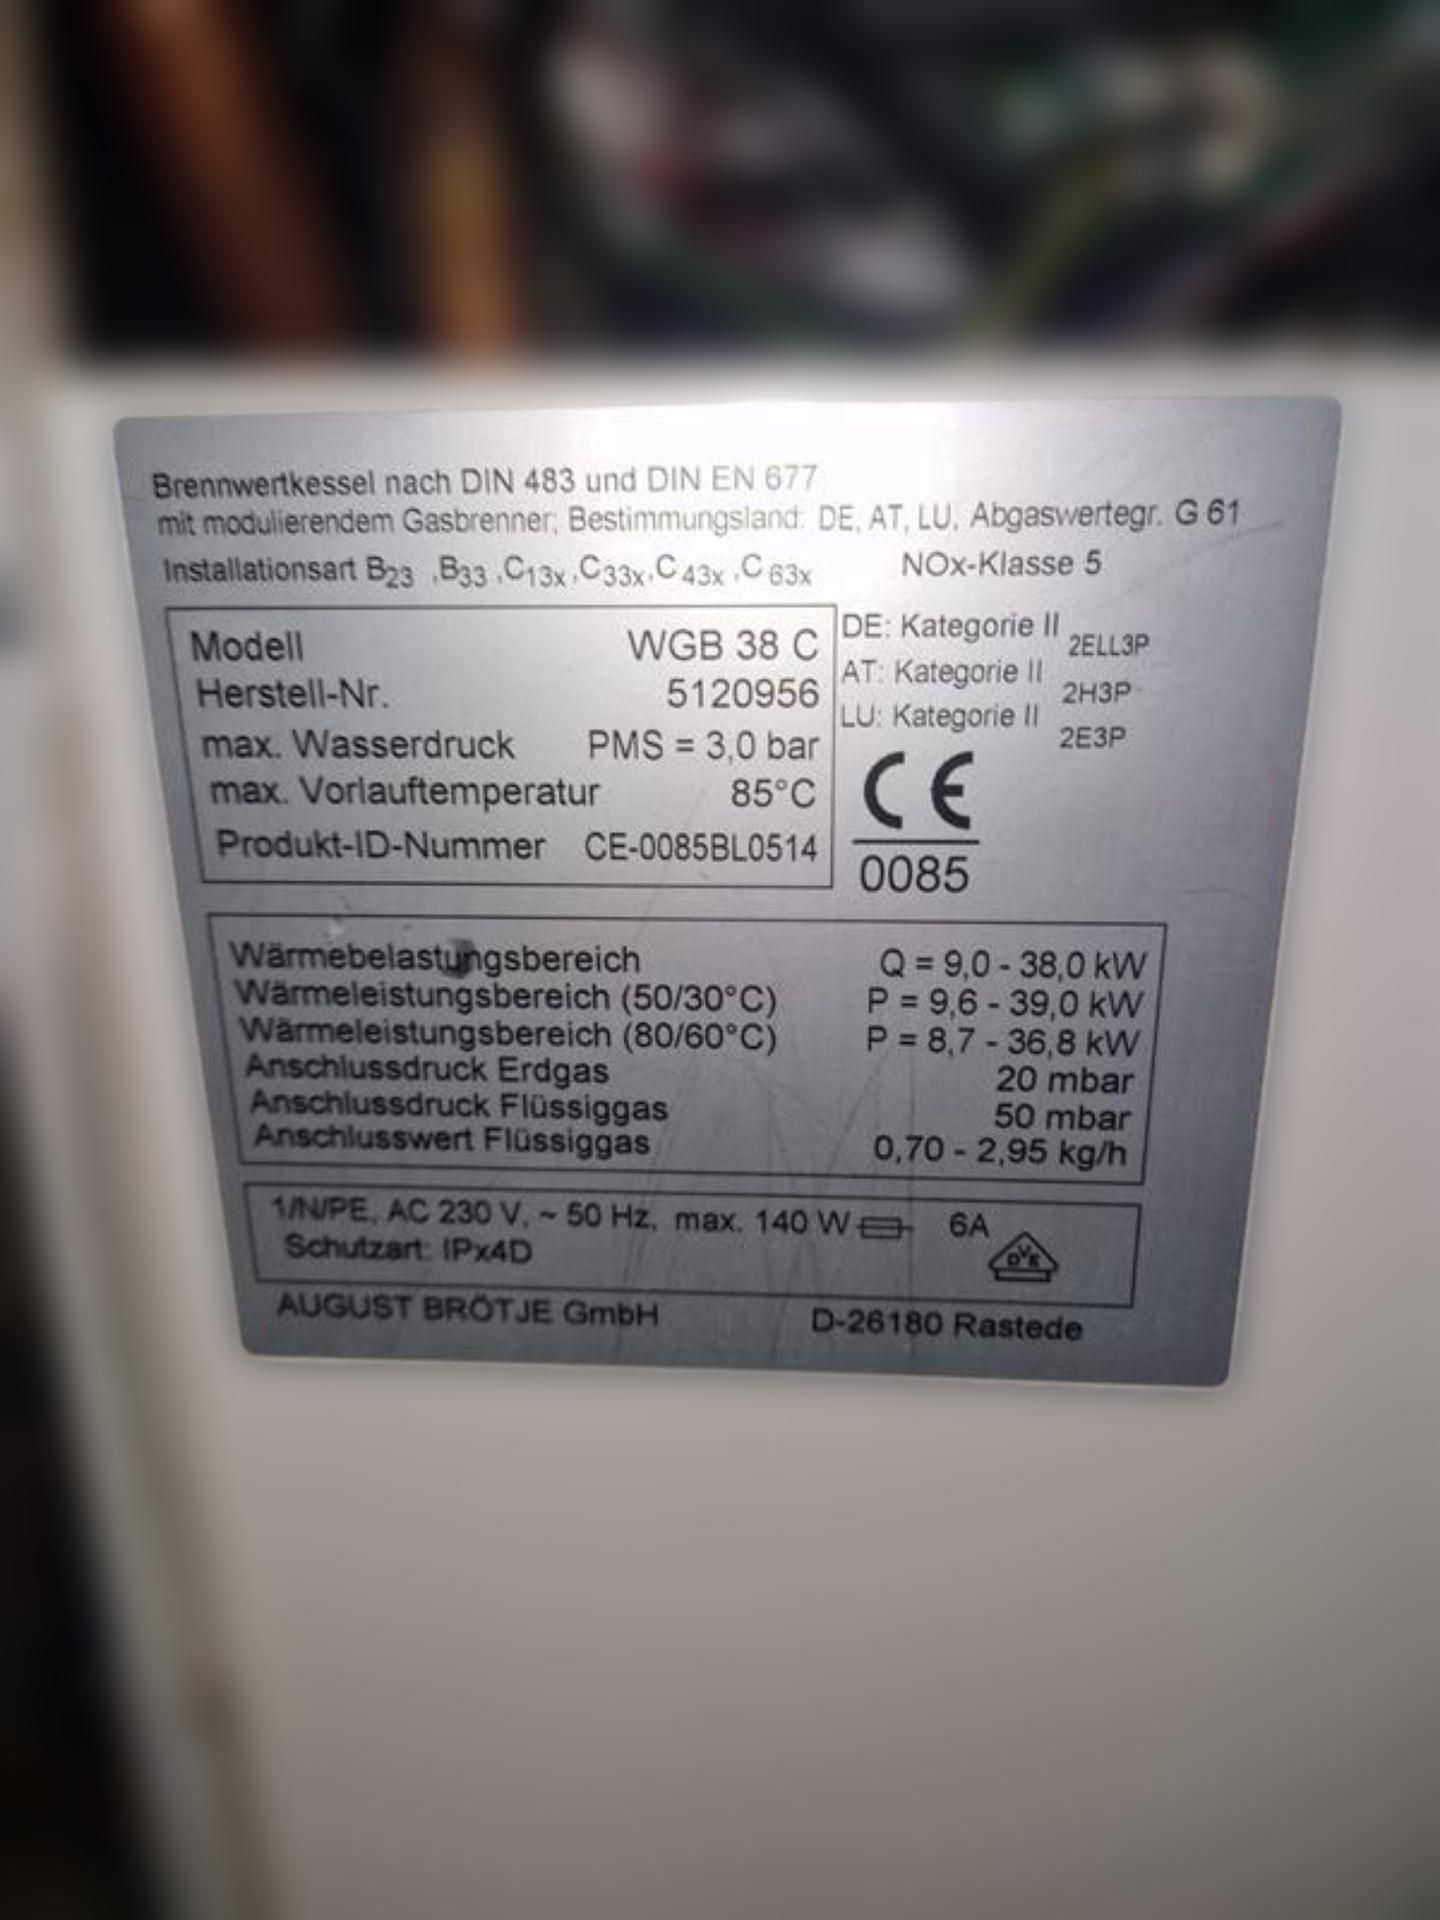 Brennwertkessel nach DIN 483 und DIN EN 677
mit modulierendem Gasbrenner, Bestimmungsland: DE, AT, LU, Abgaswertegr. G 61
Installationsart B23 ,B33 ,C13x ,C33x,C 43x ,C 63x NOx-Klasse 5
Modell WGB 38 C
Herstell-Nr. 5120956
max. Wasserdruck PMS = 3,0 bar
max. Vorlauftemperatur 85°C
Produkt-ID-Nummer CE-0085BL0514
DE: Kategorie II 2ELL3P
AT: Kategorie II 2H3P
LU: Kategorie II 2E3P
CE
0085
Wärmebelastungsbereich Q = 9,0 - 38,0 kW
Wärmeleistungsbereich (50/30°C) P = 9,6 - 39,0 kW
Wärmeleistungsbereich (80/60°C) P = 8,7 - 36,8 kW
Anschlussdruck Erdgas 20 mbar
Anschlussdruck Flüssiggas 50 mbar
Anschlusswert Flüssiggas 0,70 - 2,95 kg/h
1/N/PE, AC 230 V, ~ 50 Hz, max. 140 W 6A
Schutzart: IPx4D
DVE
AUGUST BRÖTJE GmbH D-26180 Rastede